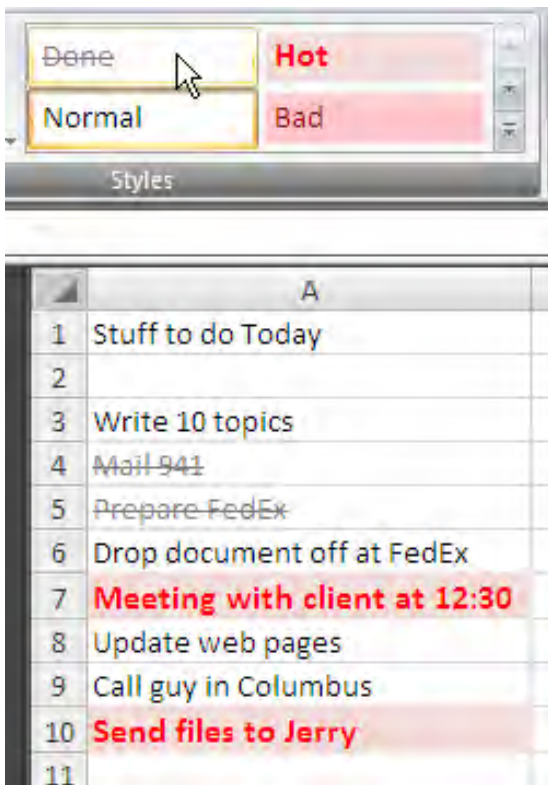 Done Hot
Normal Bad
Styles
A
1 Stuff to do Today
2
3 Write 10 topics
4 Mail 941
5 Prepare FedEx
6 Drop document off at FedEx
7 Meeting with client at 12:30
8 Update web pages
9 Call guy in Columbus
10 Send files to Jerry
11